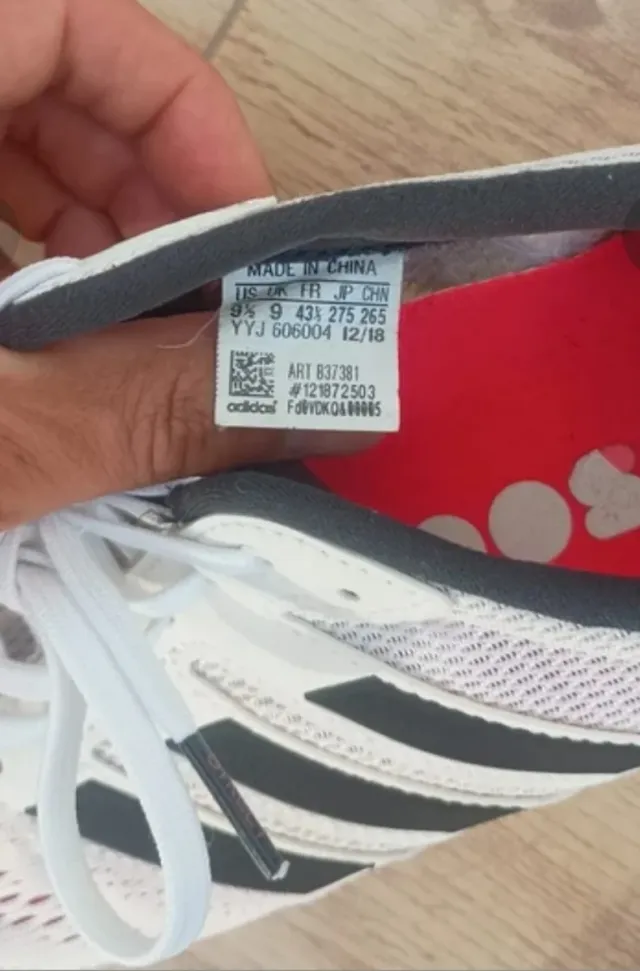 MADE IN CHINA
US UK FR JP CHN
9½ 9 43⅓ 275 265
YYJ 606004 12/18
ART B37381
#121872503
adidas